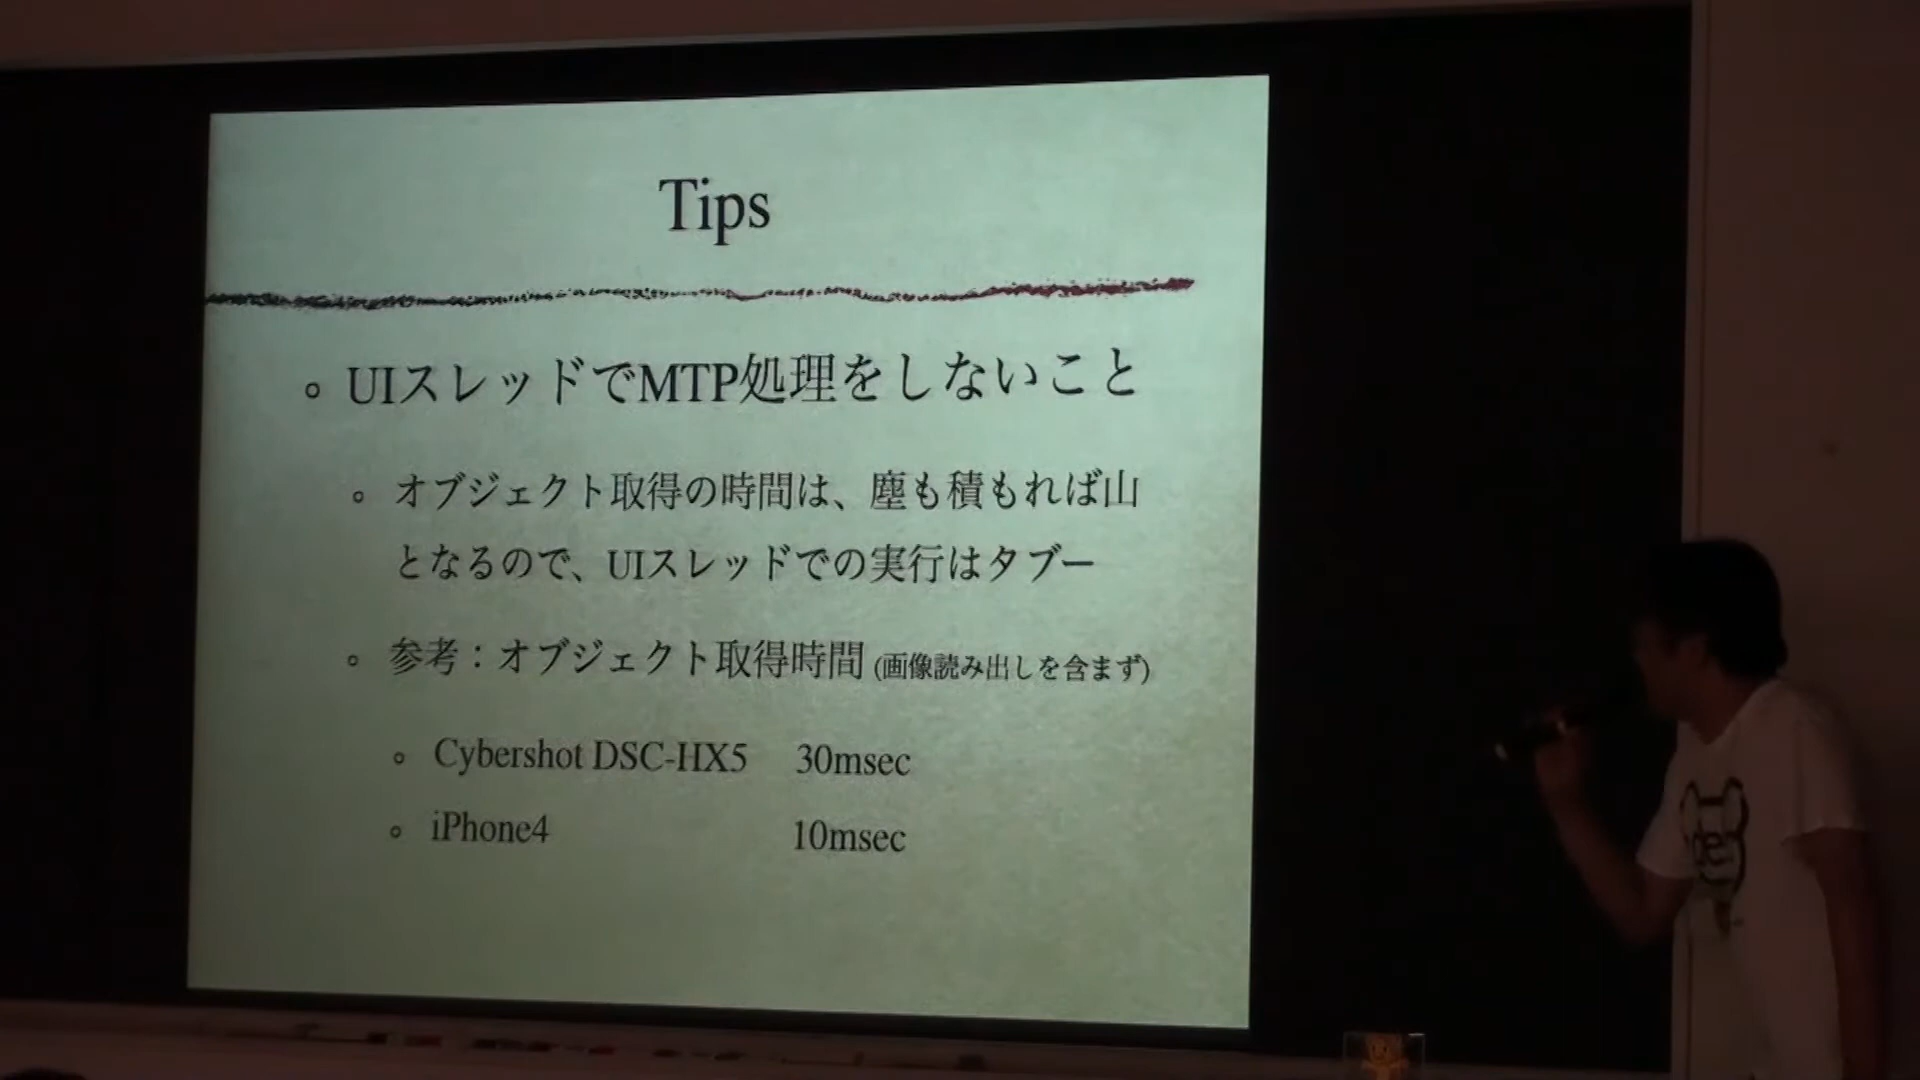 Tips
UIスレッドでMTP処理をしないこと
オブジェクト取得の時間は、塵も積もれば山
となるので、UIスレッドでの実行はタブー
参考：オブジェクト取得時間 (画像読み出しを含まず)
Cybershot DSC-HX5 30msec
iPhone4 10msec